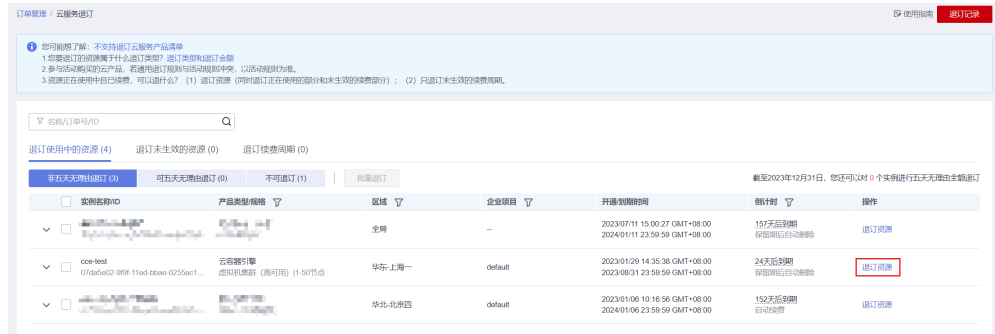 订单管理 / 云服务退订
使用指南
退订记录
您可能想了解：不支持退订云服务产品清单
1.您要退订的资源属于什么退订类型？退订类型和退订金额
2.参与活动购买的云产品，若通用退订规则与活动规则冲突，以活动规则为准。
3.资源正在使用中且已续费，可以退什么？（1）退订资源（同时退订正在使用的部分和未生效的续费部分）；（2）只退订未生效的续费周期。
名称/订单号/ID
退订使用中的资源 (4) 退订未生效的资源 (0) 退订续费周期 (0)
非五天无理由退订 (3) 可五天无理由退订 (0) 不可退订 (1) 批量退订 截至2023年12月31日，您还可以对 0 个实例进行五天无理由全额退订
实例名称/ID 产品类型/规格 区域 企业项目 开通/到期时间 倒计时 操作
全局 -- 2023/07/11 15:00:27 GMT+08:00 157天后到期 退订资源
2024/01/11 23:59:59 GMT+08:00 保留期后自动删除
cce-test 云容器引擎 华东-上海一 default 2023/01/29 14:35:38 GMT+08:00 24天后到期 退订资源
07da5e02-9f9f-11ed-bbae-0255ac1... 虚拟机集群（高可用）|1-50节点 2023/08/31 23:59:59 GMT+08:00 保留期后自动删除
华北-北京四 default 2023/01/06 10:16:56 GMT+08:00 152天后到期 退订资源
2024/01/06 23:59:59 GMT+08:00 自动续费